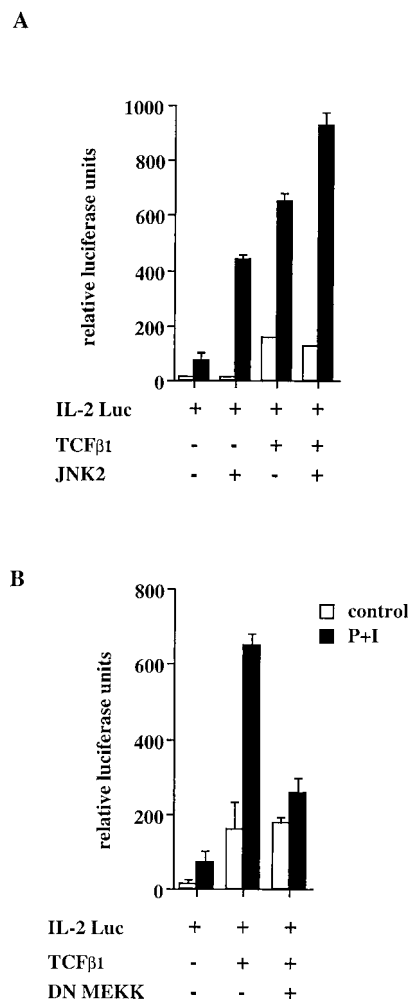 A
relative luciferase units
1000
800
600
400
200
0
IL-2 Luc + + + +
TCFβ1 - - + +
JNK2 - + - +
B
relative luciferase units
800
600
400
200
0
control
P+I
IL-2 Luc + + +
TCFβ1 - + +
DN MEKK - - +